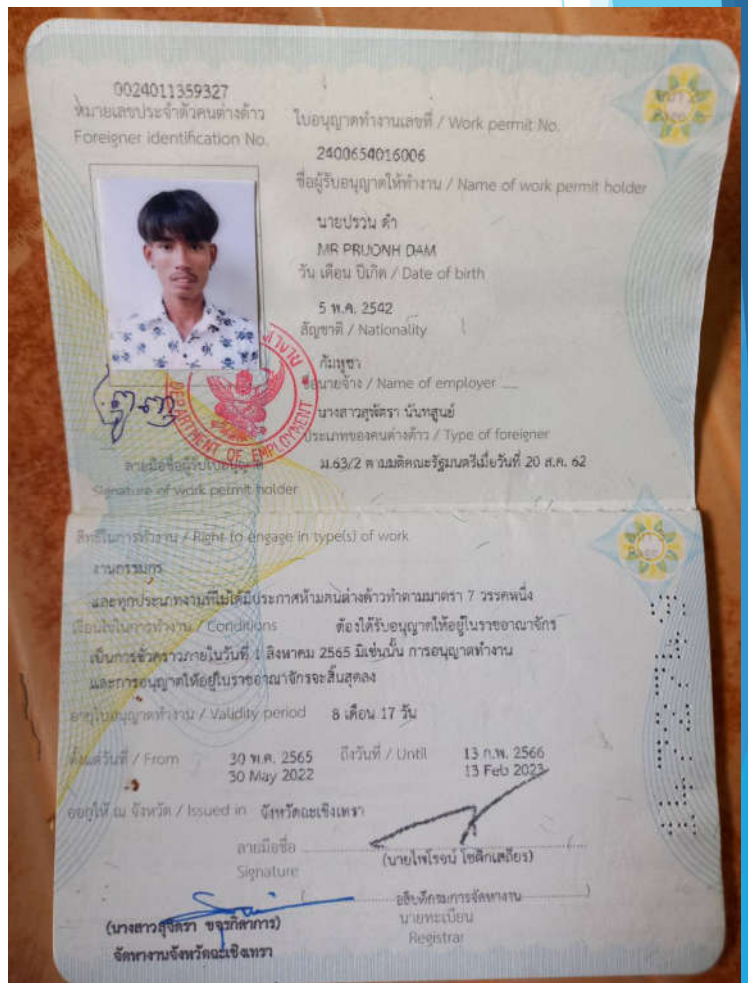 0024011359327
หมายเลขประจำตัวคนต่างด้าว
Foreigner identification No.
ใบอนุญาตทำงานเลขที่ / Work permit No.
2400654016006
ชื่อผู้รับอนุญาตให้ทำงาน / Name of work permit holder
นายปรวน ดำ
MR PRUONH DAM
วัน เดือน ปีเกิด / Date of birth
5 พ.ค. 2542
สัญชาติ / Nationality
กัมพูชา
ชื่อนายจ้าง / Name of employer
นางสาวสุพัตรา นันทสูนย์
ประเภทของคนต่างด้าว / Type of foreigner
ม.63/2 ตามมติคณะรัฐมนตรีเมื่อวันที่ 20 ส.ค. 62
DEPARTMENT OF EMPLOYMENT
ลายมือชื่อผู้รับใบอนุญาต
Signature of work permit holder
สิทธิในการทำงาน / Right to engage in type(s) of work
งานกรรมกร
และทุกประเภทงานที่ไม่ได้มีประกาศห้ามคนต่างด้าวทำตามมาตรา 7 วรรคหนึ่ง
เงื่อนไขในการทำงาน / Conditions ต้องได้รับอนุญาตให้อยู่ในราชอาณาจักร
เป็นการชั่วคราวภายในวันที่ 1 สิงหาคม 2565 มิเช่นนั้น การอนุญาตทำงาน
และการอนุญาตให้อยู่ในราชอาณาจักรจะสิ้นสุดลง
อายุใบอนุญาตทำงาน / Validity period 8 เดือน 17 วัน
ตั้งแต่วันที่ / From 30 พ.ค. 2565 ถึงวันที่ / Until 13 ก.พ. 2566
30 May 2022 13 Feb 2023
ออกให้ ณ จังหวัด / Issued in จังหวัดฉะเชิงเทรา
ลายมือชื่อ
Signature
(นายไพโรจน์ โชติกเสถียร)
อธิบดีกรมการจัดหางาน
นายทะเบียน
Registrar
(นางสาวสุจิตรา ขจรกิตาการ)
จัดหางานจังหวัดฉะเชิงเทรา